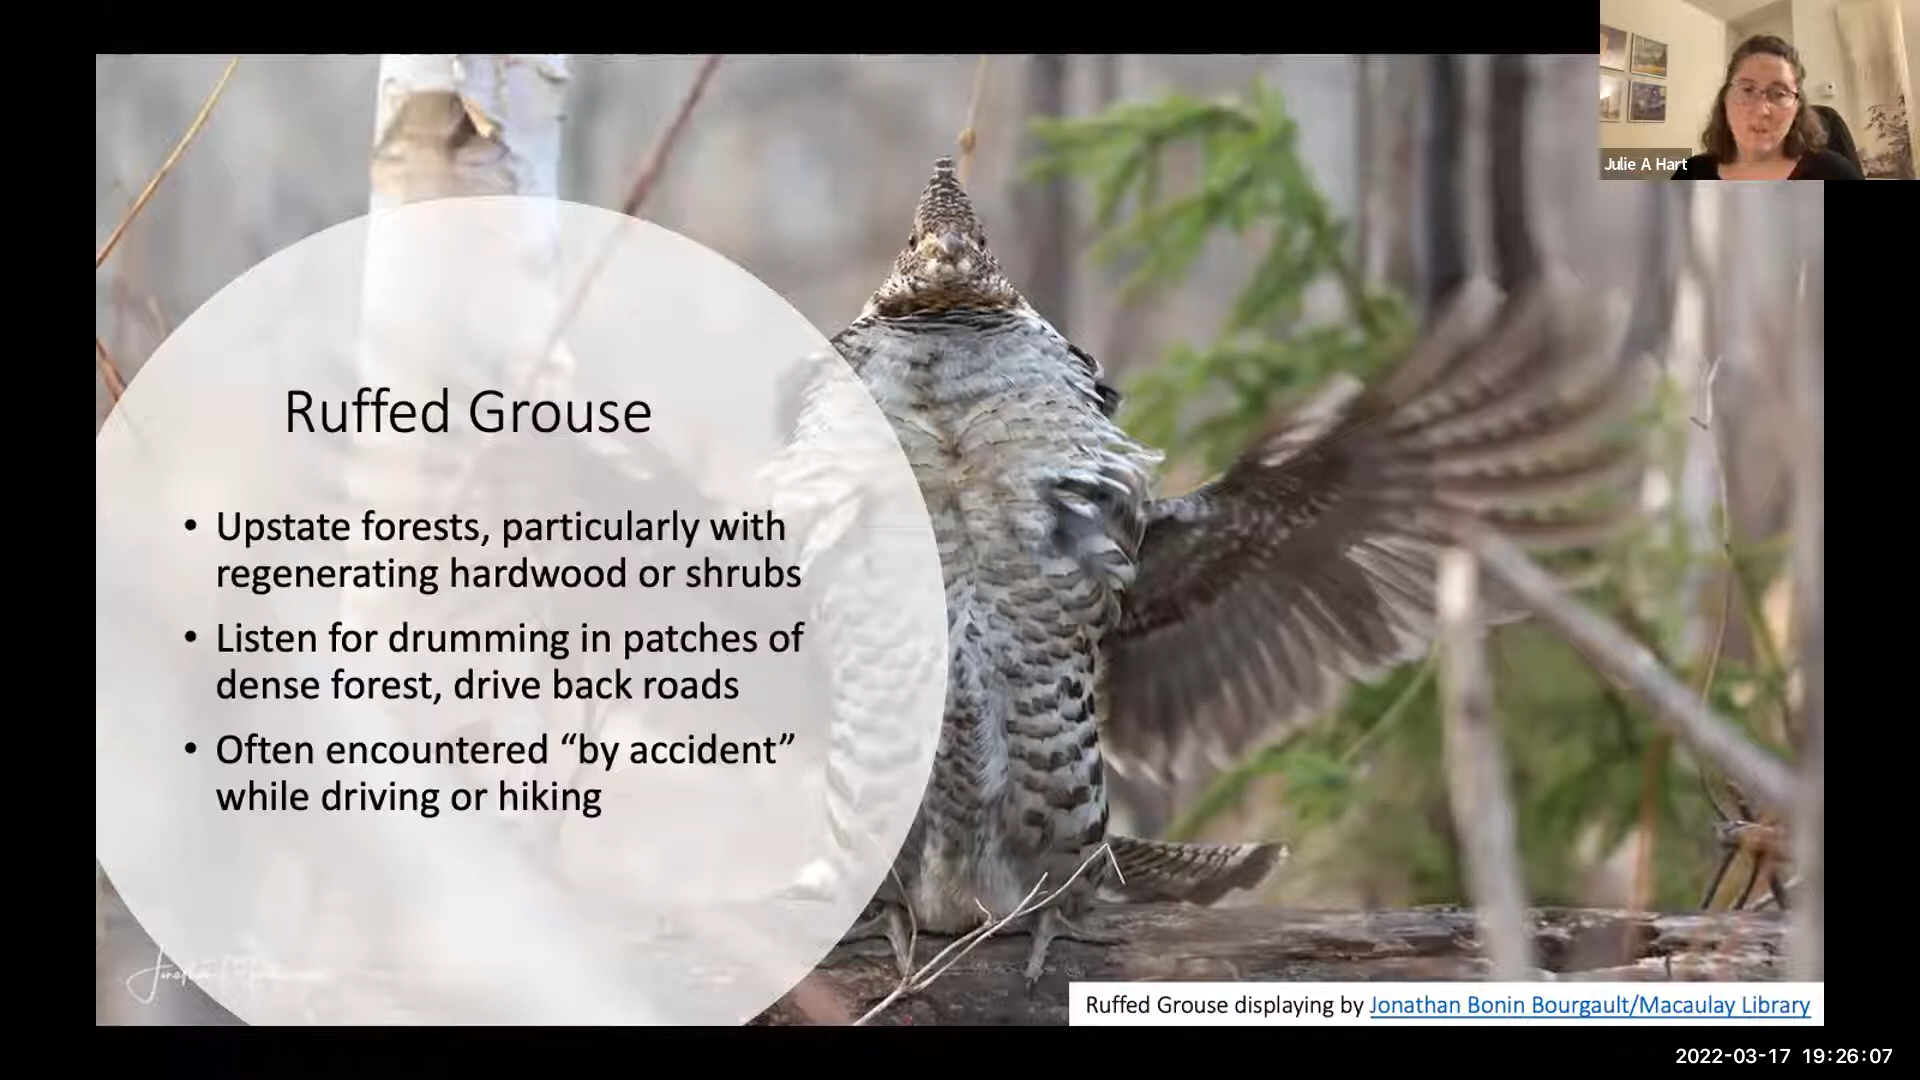 Julie A Hart
Ruffed Grouse
• Upstate forests, particularly with
regenerating hardwood or shrubs
• Listen for drumming in patches of
dense forest, drive back roads
• Often encountered “by accident”
while driving or hiking
Ruffed Grouse displaying by Jonathan Bonin Bourgault/Macaulay Library
2022-03-17 19:26:07